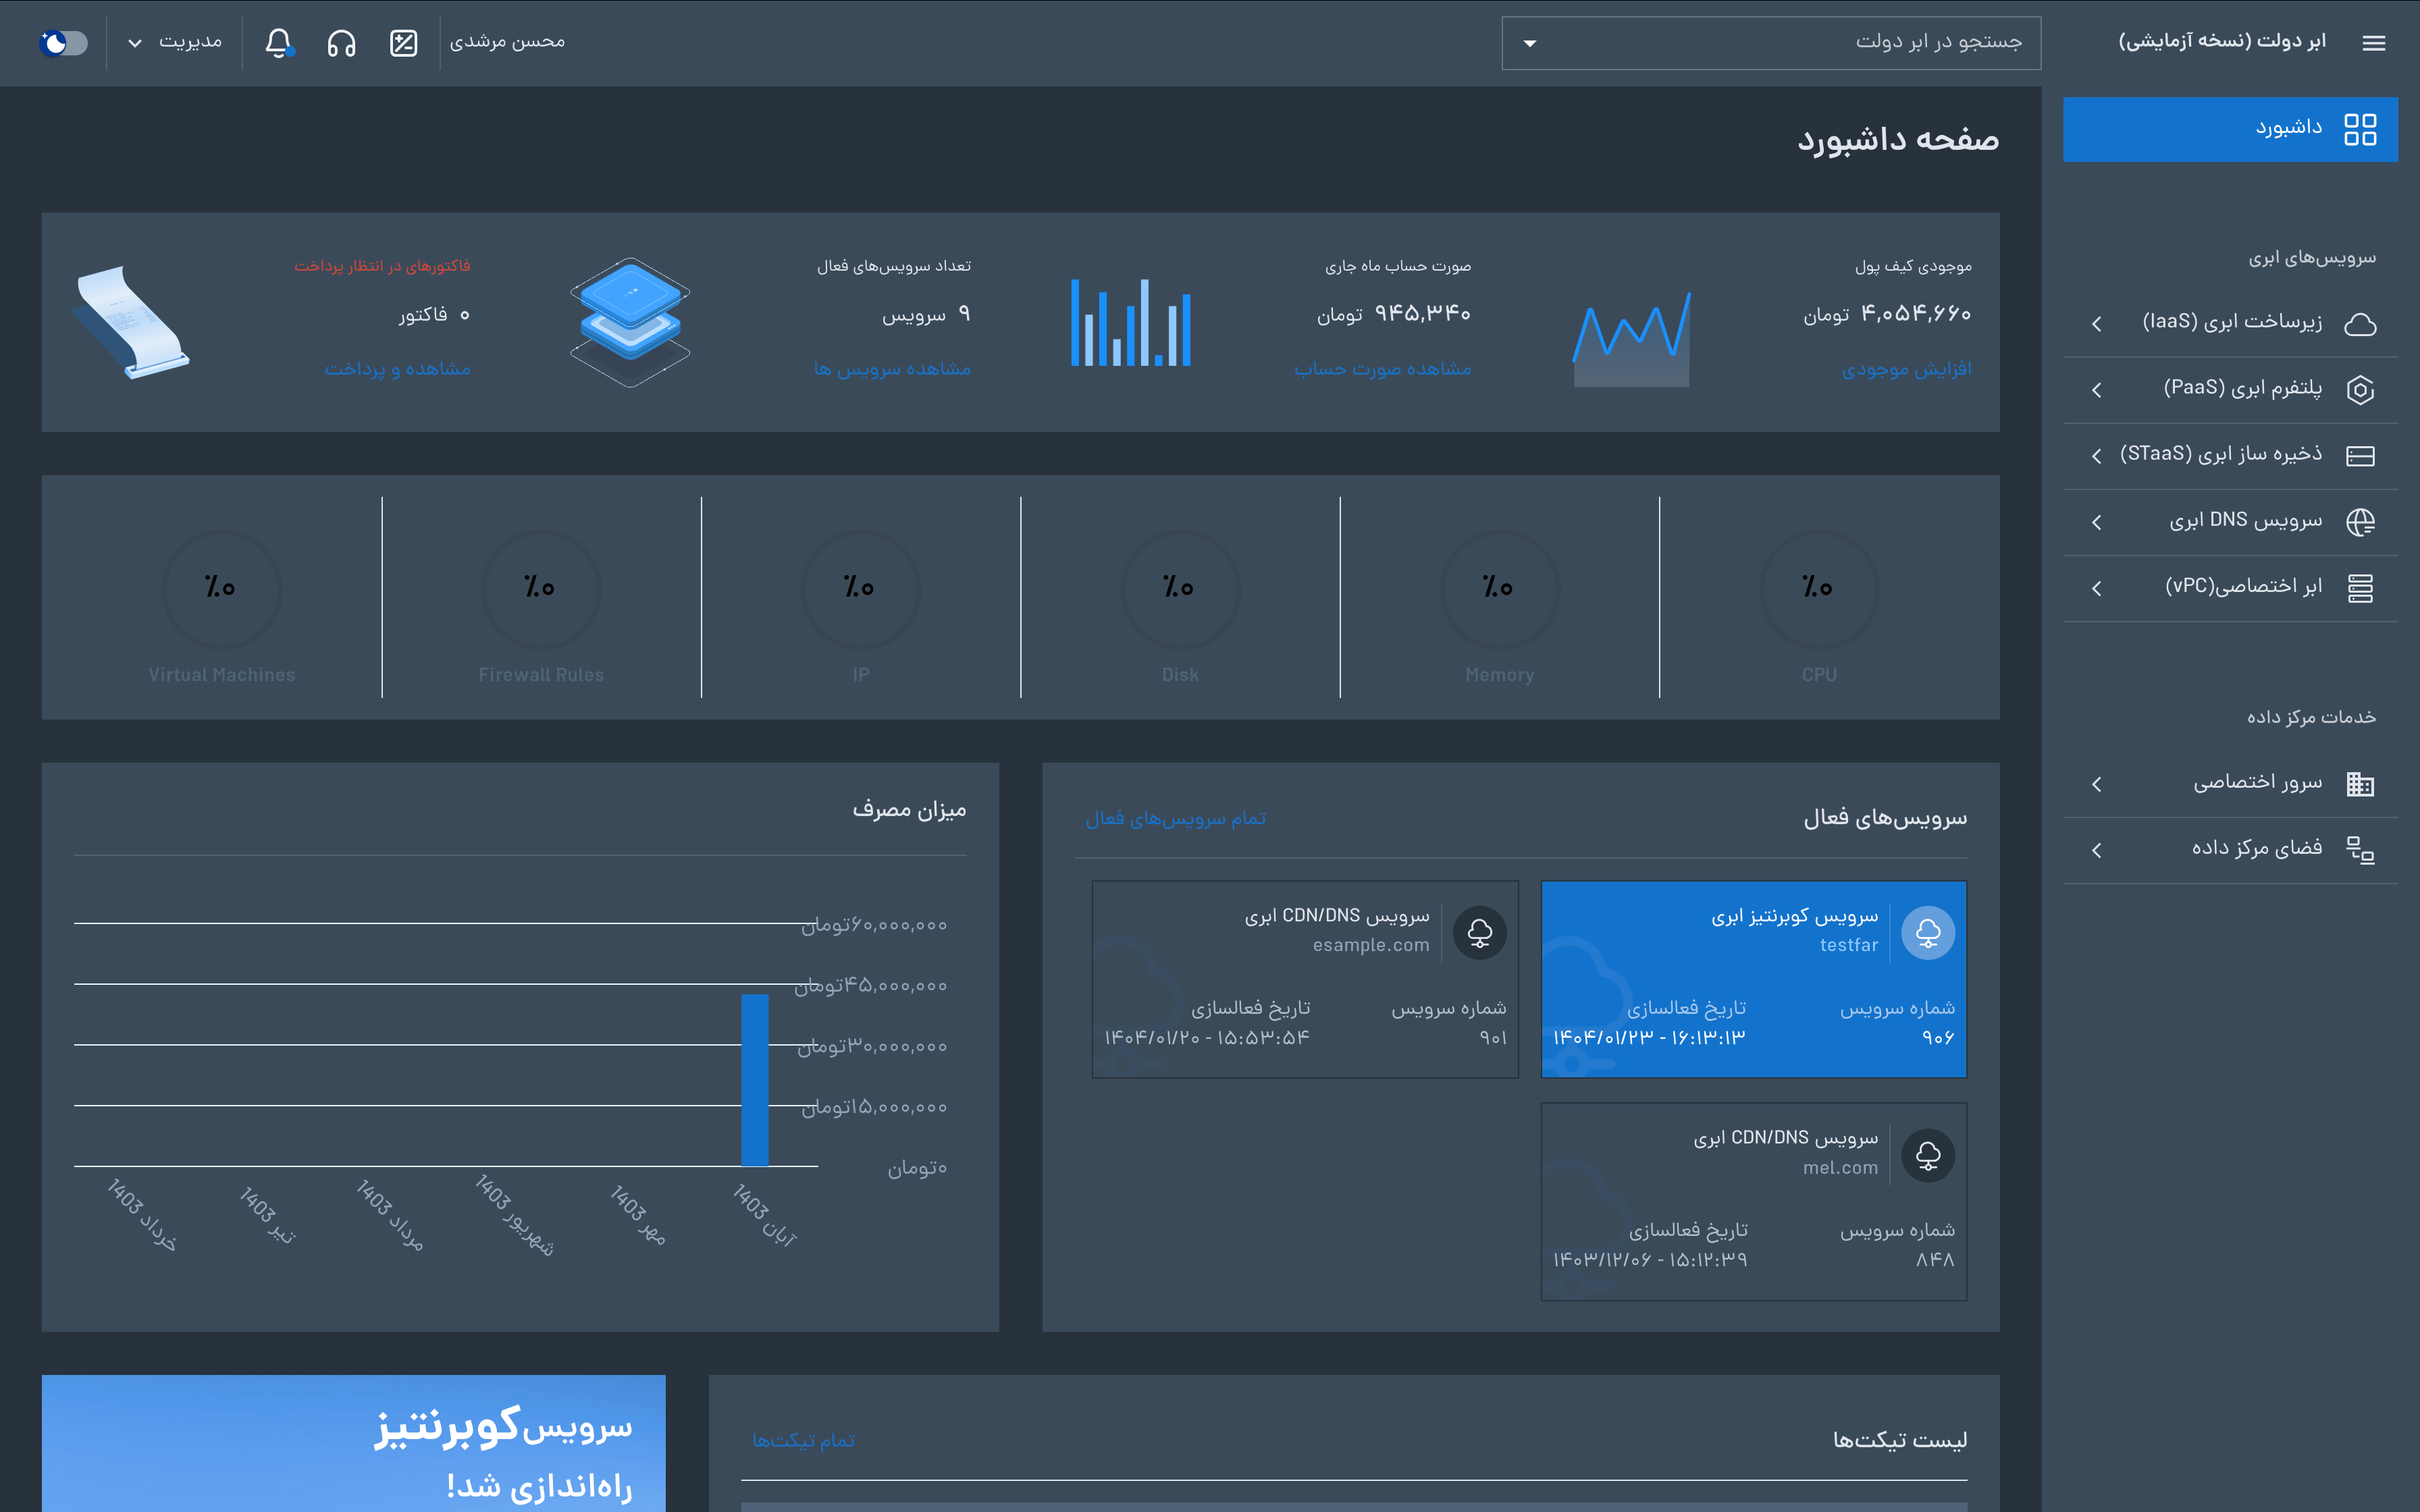 ابر دولت (نسخه آزمایشی)
جستجو در ابر دولت
محسن مرشدی
مدیریت
داشبورد
سرویس‌های ابری
زیرساخت ابری (IaaS)
پلتفرم ابری (PaaS)
ذخیره ساز ابری (STaaS)
سرویس DNS ابری
ابر اختصاصی(vPC)
خدمات مرکز داده
سرور اختصاصی
فضای مرکز داده
صفحه داشبورد
موجودی کیف پول
۴,۰۵۴,۶۶۰ تومان
افزایش موجودی
صورت حساب ماه جاری
۹۴۵,۳۴۰ تومان
مشاهده صورت حساب
تعداد سرویس‌های فعال
۹ سرویس
مشاهده سرویس ها
فاکتورهای در انتظار پرداخت
۰ فاکتور
مشاهده و پرداخت
٪۰
CPU
٪۰
Memory
٪۰
Disk
٪۰
IP
٪۰
Firewall Rules
٪۰
Virtual Machines
سرویس‌های فعال
تمام سرویس‌های فعال
سرویس کوبرنتیز ابری
testfar
شماره سرویس
۹۰۶
تاریخ فعالسازی
۱۴۰۴/۰۱/۲۳ - ۱۶:۱۳:۱۳
سرویس CDN/DNS ابری
esample.com
شماره سرویس
۹۰۱
تاریخ فعالسازی
۱۴۰۴/۰۱/۲۰ - ۱۵:۵۳:۵۴
سرویس CDN/DNS ابری
mel.com
شماره سرویس
۸۴۸
تاریخ فعالسازی
۱۴۰۳/۱۲/۰۶ - ۱۵:۱۲:۳۹
میزان مصرف
۶۰,۰۰۰,۰۰۰تومان
۴۵,۰۰۰,۰۰۰تومان
۳۰,۰۰۰,۰۰۰تومان
۱۵,۰۰۰,۰۰۰تومان
۰تومان
آبان 1403
مهر 1403
شهریور 1403
مرداد 1403
تیر 1403
خرداد 1403
لیست تیکت‌ها
تمام تیکت‌ها
سرویس کوبرنتیز
راه‌اندازی شد!